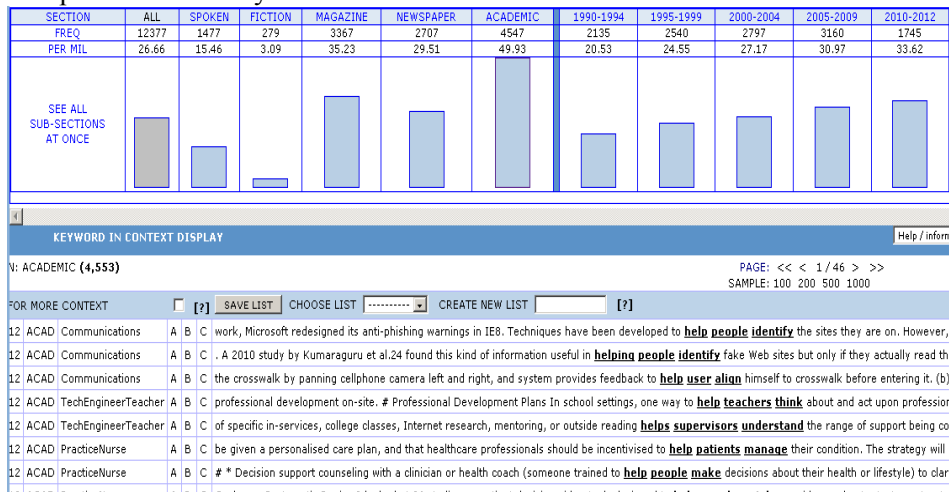 SECTION ALL SPOKEN FICTION MAGAZINE NEWSPAPER ACADEMIC 1990-1994 1995-1999 2000-2004 2005-2009 2010-2012
FREQ 12377 1477 279 3367 2707 4547 2135 2540 2797 3160 1745
PER MIL 26.66 15.46 3.09 35.23 29.51 49.93 20.53 24.55 27.17 30.97 33.62
SEE ALL
SUB-SECTIONS
AT ONCE
KEYWORD IN CONTEXT DISPLAY Help / inform
N: ACADEMIC (4,553) PAGE: << < 1/46 > >>
SAMPLE: 100 200 500 1000
FOR MORE CONTEXT [?] SAVE LIST CHOOSE LIST ---------- CREATE NEW LIST [?]
12 ACAD Communications A B C work, Microsoft redesigned its anti-phishing warnings in IE8. Techniques have been developed to help people identify the sites they are on. However,
12 ACAD Communications A B C . A 2010 study by Kumaraguru et al.24 found this kind of information useful in helping people identify fake Web sites but only if they actually read th
12 ACAD Communications A B C the crosswalk by panning cellphone camera left and right, and system provides feedback to help user align himself to crosswalk before entering it. (b)
12 ACAD TechEngineerTeacher A B C professional development on-site. # Professional Development Plans In school settings, one way to help teachers think about and act upon profession
12 ACAD TechEngineerTeacher A B C of specific in-services, college classes, Internet research, mentoring, or outside reading helps supervisors understand the range of support being co
12 ACAD PracticeNurse A B C be given a personalised care plan, and that healthcare professionals should be incentivised to help patients manage their condition. The strategy will
12 ACAD PracticeNurse A B C # * Decision support counseling with a clinician or health coach (someone trained to help people make decisions about their health or lifestyle) to clar